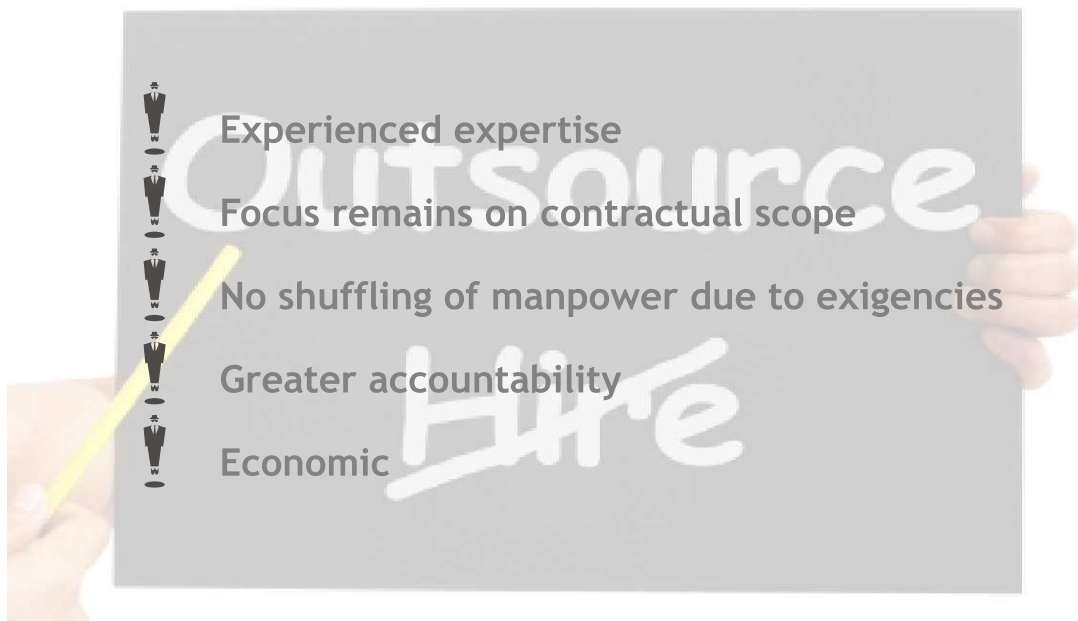 Experienced expertise
Outsource
Focus remains on contractual scope
No shuffling of manpower due to exigencies
Greater accountability
Hire
Economic